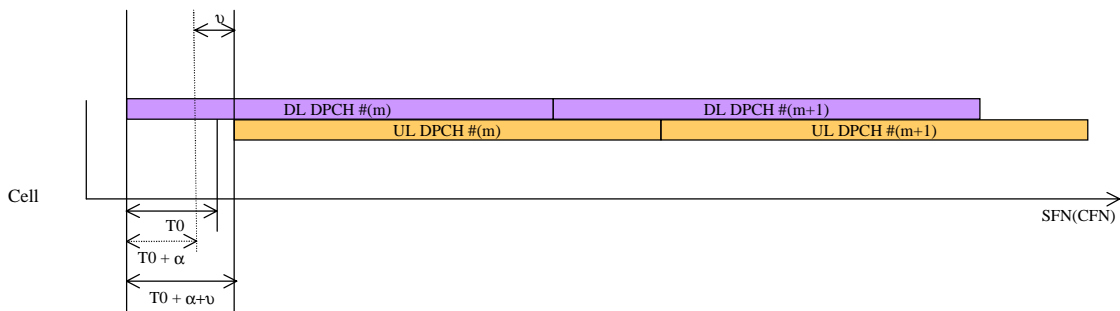 υ
DL DPCH #(m)
DL DPCH #(m+1)
UL DPCH #(m)
UL DPCH #(m+1)
Cell
SFN(CFN)
T0
T0 + α
T0 + α+υ